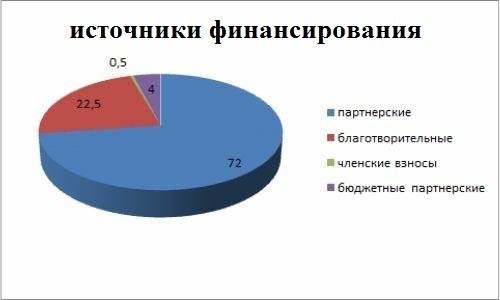 источники финансирования
0,5
4
22,5
72
партнерские
благотворительные
членские взносы
бюджетные партнерские